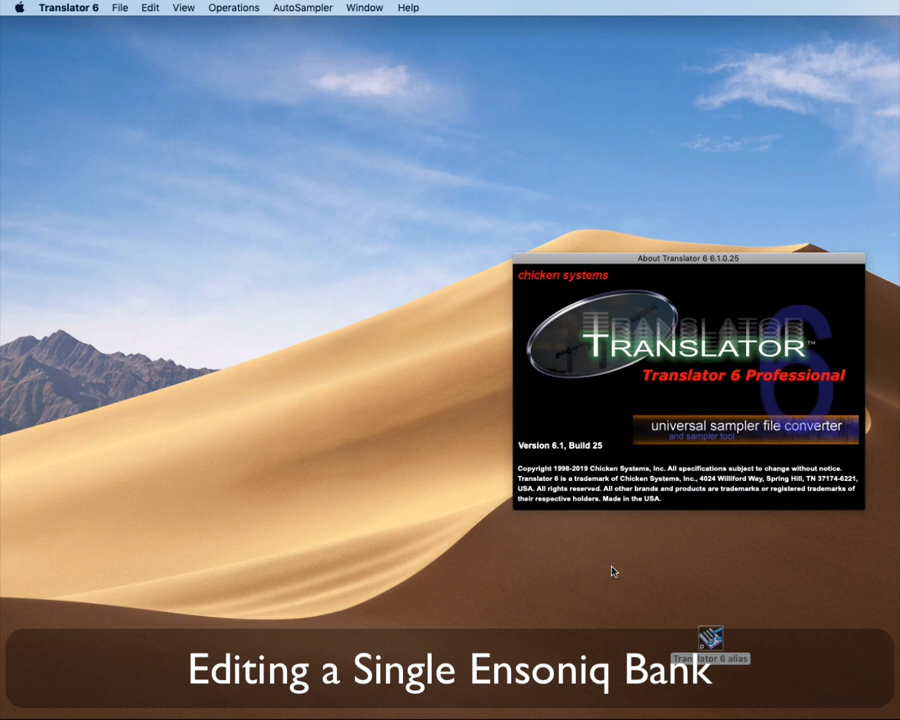 Translator 6 File Edit View Operations AutoSampler Window Help
About Translator 6 6.1.0.25
chicken systems
TRANSLATOR™
6
Translator 6 Professional
universal sampler file converter
and sampler tool
Version 6.1, Build 25
Copyright 1998-2019 Chicken Systems, Inc. All specifications subject to change without notice.
Translator 6 is a trademark of Chicken Systems, Inc., 4024 Williford Way, Spring Hill, TN 37174-6221,
USA. All rights reserved. All other brands and products are trademarks or registered trademarks of
their respective holders. Made in the USA.
Translator 6 alias
Editing a Single Ensoniq Bank